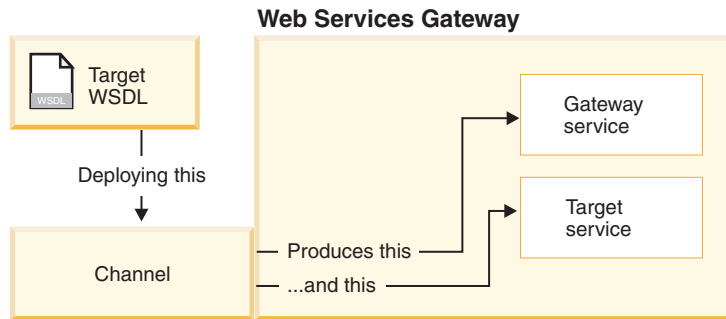 Web Services Gateway
Target
WSDL
WSDL
Deploying this
Channel
Produces this
...and this
Gateway
service
Target
service